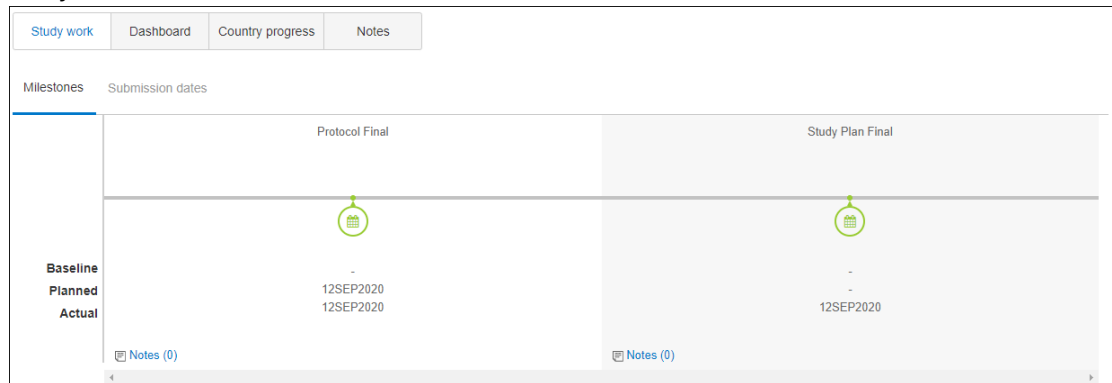 Study work Dashboard Country progress Notes
Milestones Submission dates
Protocol Final Study Plan Final
Baseline - -
Planned 12SEP2020 -
Actual 12SEP2020 12SEP2020
Notes (0) Notes (0)